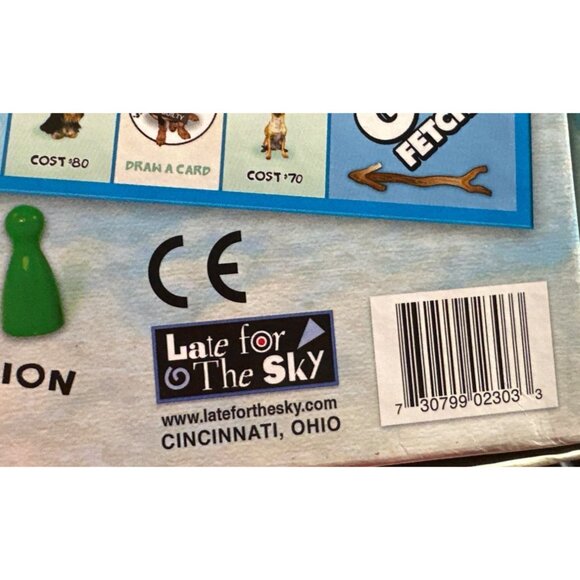 GO
FETCH
COST $80
DRAW A CARD
COST $70
CE
ION
Late for
The Sky
www.lateforthesky.com
CINCINNATI, OHIO
7 30799 02303 3